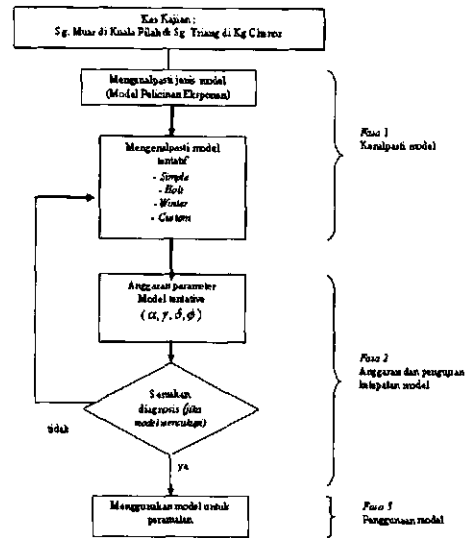 Kes Kajian :
Sg. Muar di Kuala Pilah & Sg. Triang di Kg Chenor
Mengenalpasti jenis model
(Model Pelicinan Eksponen)
Mengenalpasti model
tentatif
- Simple
- Holt
- Winter
- Custom
Fasa 1
Kenalpasti model
Anggaran parameter
Model tentative
(α, γ, δ, ϕ)
Semakan
diagnosis (jika
model mencukupi)
tidak
ya
Fasa 2
Anggaran dan pengujian
ketepatan model
Menggunakan model untuk
peramalan
Fasa 3
Penggunaan model